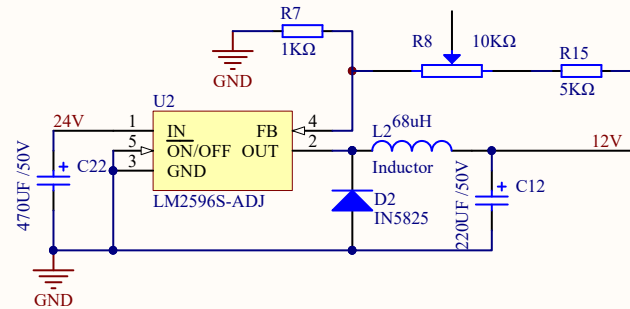 R7
1KΩ
GND
R8
10KΩ
R15
5KΩ
U2
24V
1
IN
FB
4
5
ON/OFF
OUT
2
3
GND
LM2596S-ADJ
C22
470UF /50V
L2
68uH
Inductor
12V
D2
IN5825
C12
220UF /50V
GND